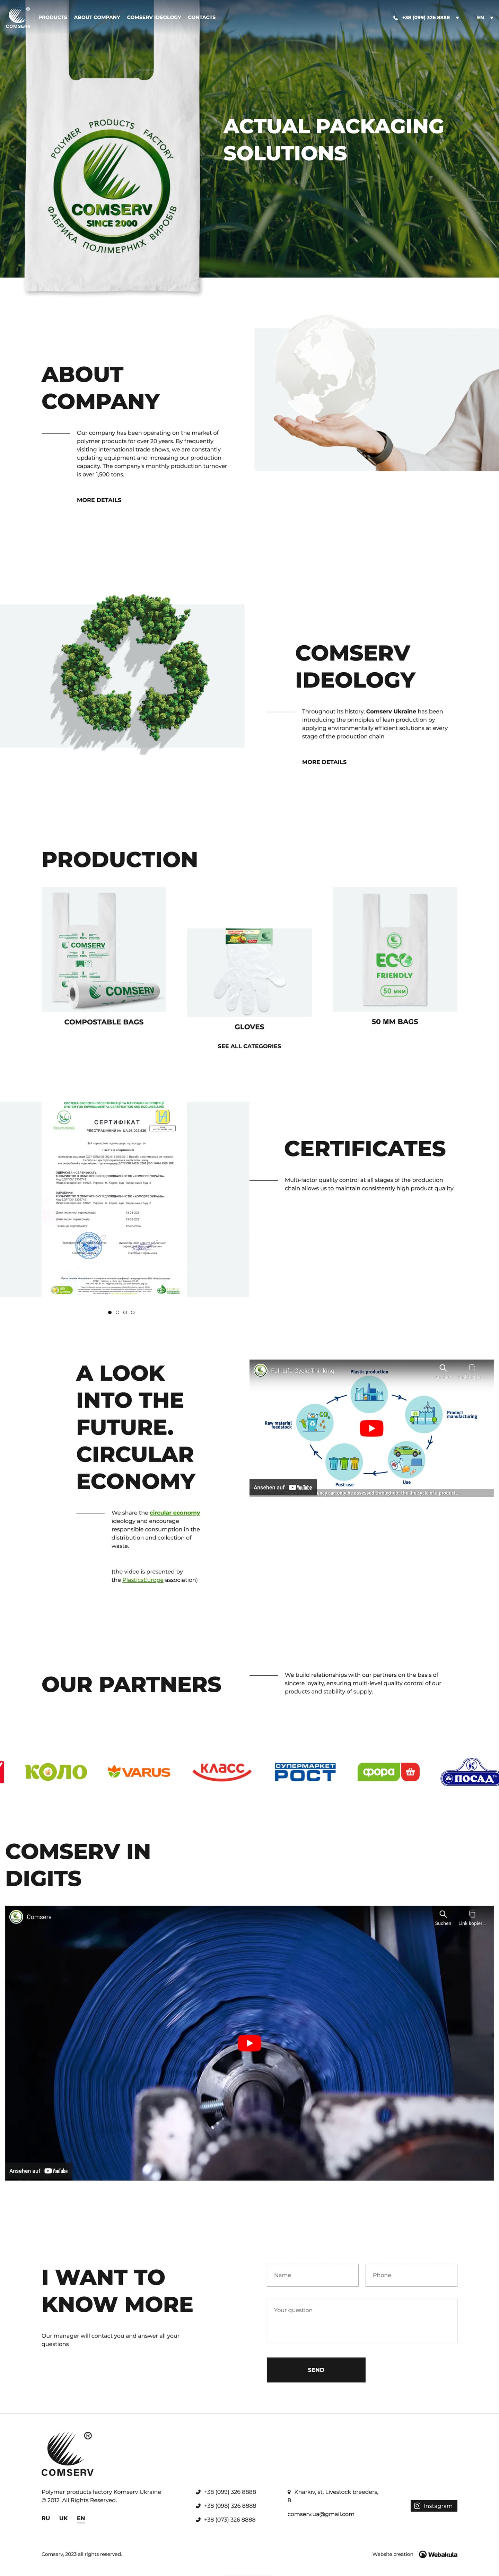 PRODUCTS ABOUT COMPANY COMSERV IDEOLOGY CONTACTS +38 (099) 326 8888 EN
COMSERV
POLYMER PRODUCTS FACTORY
COMSERV
SINCE 2000
ФАБРИКА ПОЛІМЕРНИХ ВИРОБІВ
ACTUAL PACKAGING
SOLUTIONS
ABOUT
COMPANY
Our company has been operating on the market of
polymer products for over 20 years. By frequently
visiting international trade shows, we are constantly
updating equipment and increasing our production
capacity. The company's monthly production turnover
is over 1,500 tons.
MORE DETAILS
COMSERV
IDEOLOGY
Throughout its history, Comserv Ukraine has been
introducing the principles of lean production by
applying environmentally efficient solutions at every
stage of the production chain.
MORE DETAILS
PRODUCTION
COMSERV
COMSERV
COMPOSTABLE BAGS
GLOVES
ECO
FRIENDLY
50 МКМ
50 MM BAGS
SEE ALL CATEGORIES
СЕРТИФІКАТ
CERTIFICATES
Multi-factor quality control at all stages of the production
chain allows us to maintain consistently high product quality.
A LOOK
INTO THE
FUTURE.
CIRCULAR
ECONOMY
We share the circular economy
ideology and encourage
responsible consumption in the
distribution and collection of
waste.
(the video is presented by
the PlasticsEurope association)
Full Life Cycle Thinking
Plastic production
Raw material
feedstock
Product
manufacturing
Post-use
Use
Ansehen auf YouTube
OUR PARTNERS
We build relationships with our partners on the basis of
sincere loyalty, ensuring multi-level quality control of our
products and stability of supply.
КОЛО
VARUS
КЛАСС
СУПЕРМАРКЕТ
РОСТ
фора
ПОСАД
COMSERV IN
DIGITS
Comserv
Suchen
Link kopier...
Ansehen auf YouTube
I WANT TO
KNOW MORE
Our manager will contact you and answer all your
questions
Name
Phone
Your question
SEND
COMSERV
Polymer products factory Komserv Ukraine
© 2012. All Rights Reserved.
RU UK EN
+38 (099) 326 8888
+38 (098) 326 8888
+38 (073) 326 8888
Kharkiv, st. Livestock breeders,
8
comserv.ua@gmail.com
Instagram
Comserv, 2023 all rights reserved.
Website creation Webakula